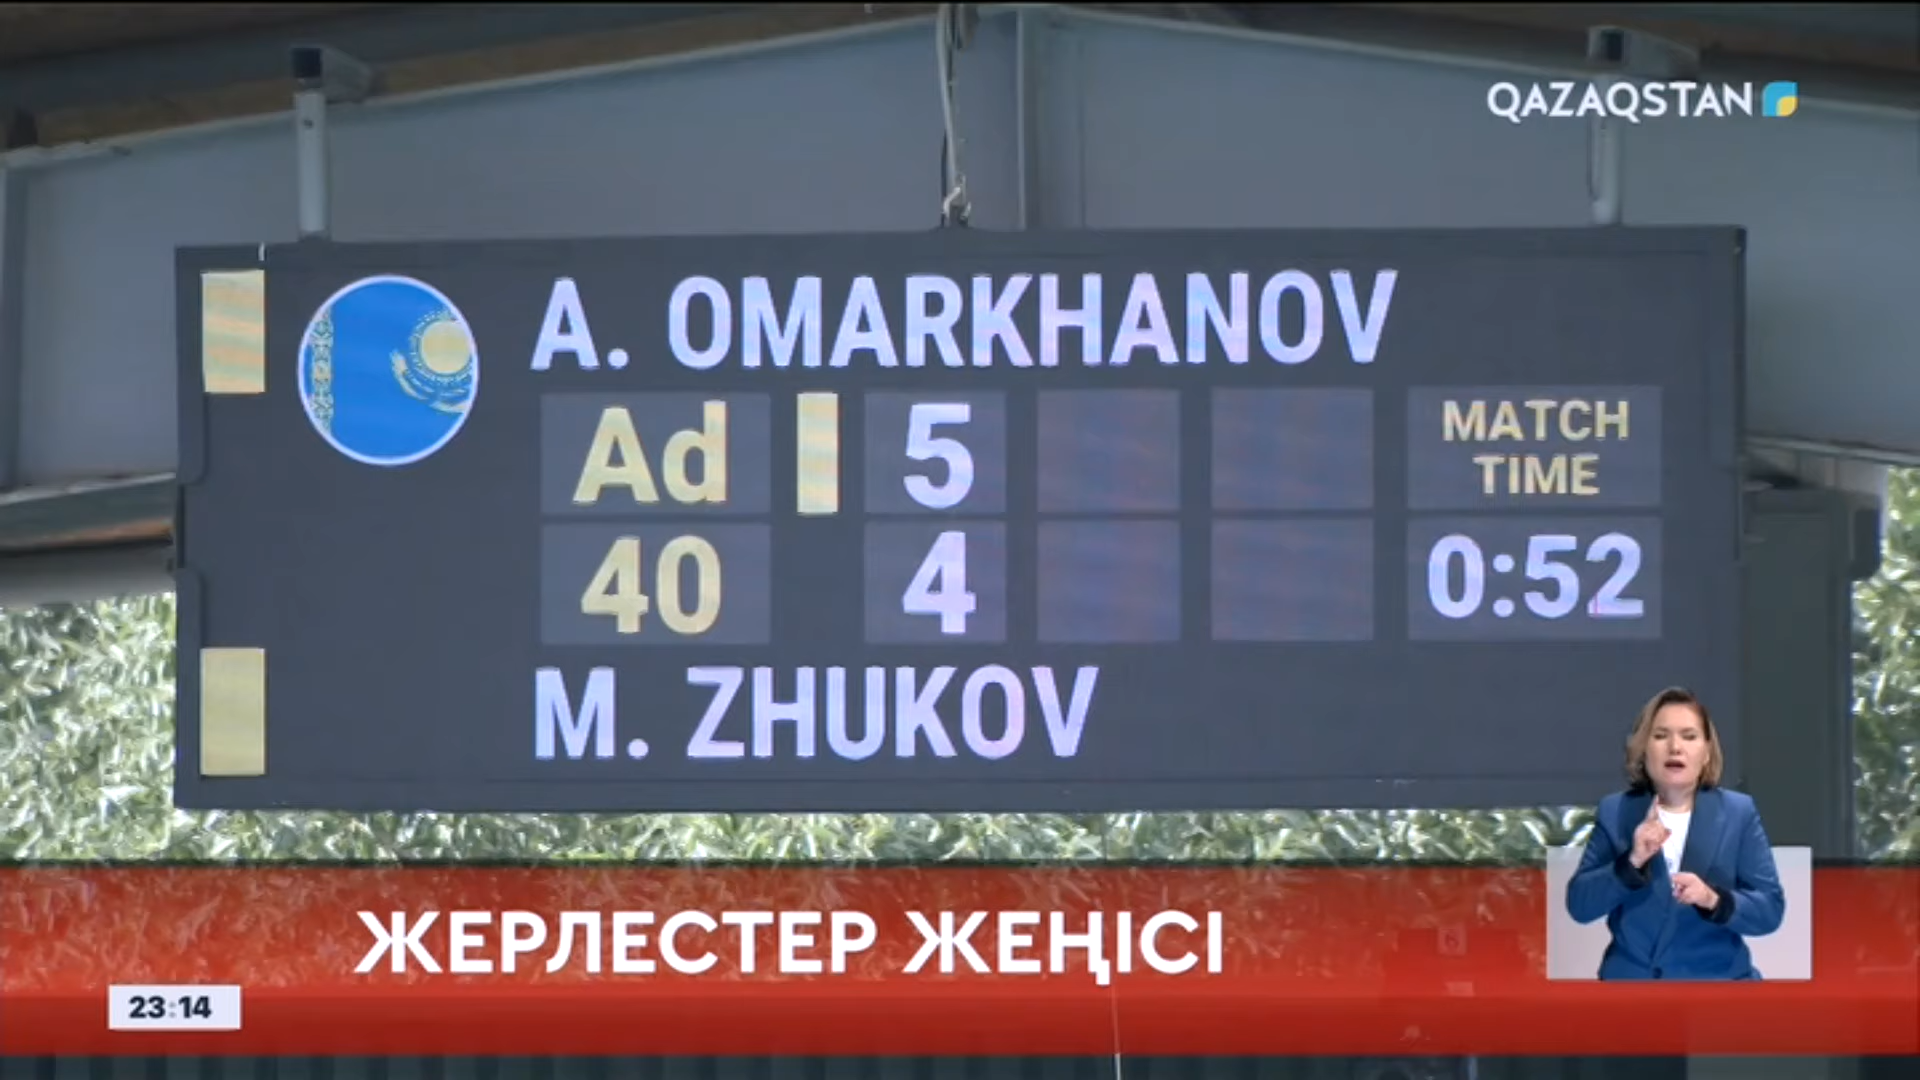 QAZAQSTAN
A. OMARKHANOV
Ad 5 MATCH TIME
40 4 0:52
M. ZHUKOV
ЖЕРЛЕСТЕР ЖЕҢІСІ
23:14